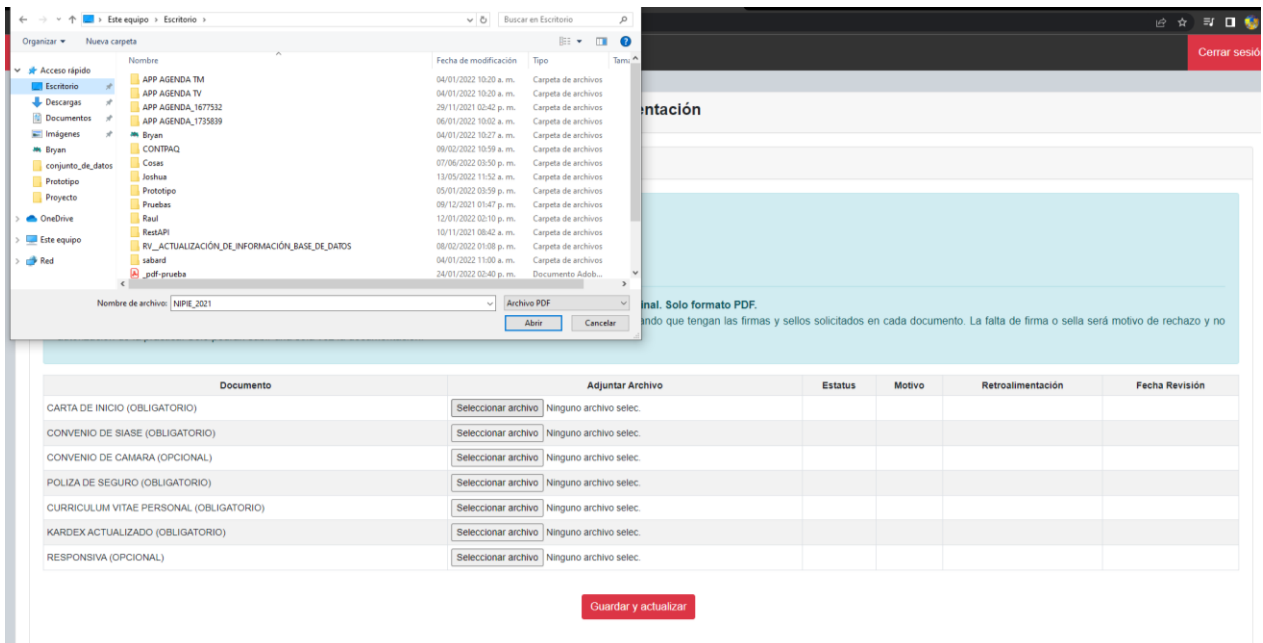 Este equipo > Escritorio >
Buscar en Escritorio
Organizar
Nueva carpeta
Cerrar sesió
Nombre
Fecha de modificación
Tipo
Tama
Acceso rápido
Escritorio
Descargas
Documentos
Imágenes
Bryan
conjunto_de_datos
Prototipo
Proyecto
OneDrive
Este equipo
Red
APP AGENDA TM 04/01/2022 10:20 a. m. Carpeta de archivos
APP AGENDA TV 04/01/2022 10:20 a. m. Carpeta de archivos
APP AGENDA_1677532 29/11/2021 02:42 p. m. Carpeta de archivos
APP AGENDA_1735839 06/01/2022 10:02 a. m. Carpeta de archivos
Bryan 04/01/2022 10:27 a. m. Carpeta de archivos
CONTPAQ 09/02/2022 10:59 a. m. Carpeta de archivos
Cosas 07/06/2022 03:50 p. m. Carpeta de archivos
Joshua 13/05/2022 11:52 a. m. Carpeta de archivos
Prototipo 05/01/2022 03:59 p. m. Carpeta de archivos
Pruebas 09/12/2021 01:47 p. m. Carpeta de archivos
Raul 12/01/2022 02:10 p. m. Carpeta de archivos
RestAPI 10/11/2021 08:42 a. m. Carpeta de archivos
RV__ACTUALIZACIÓN_DE_INFORMACIÓN_BASE_DE_DATOS 08/02/2022 01:08 p. m. Carpeta de archivos
sabard 04/01/2022 11:00 a. m. Carpeta de archivos
_pdf-prueba 24/01/2022 02:40 p. m. Documento Adob...
Nombre de archivo: NIPIE_2021
Archivo PDF
Abrir
Cancelar
entación
inal. Solo formato PDF.
ando que tengan las firmas y sellos solicitados en cada documento. La falta de firma o sella será motivo de rechazo y no
Documento Adjuntar Archivo Estatus Motivo Retroalimentación Fecha Revisión
CARTA DE INICIO (OBLIGATORIO) Seleccionar archivo Ninguno archivo selec.
CONVENIO DE SIASE (OBLIGATORIO) Seleccionar archivo Ninguno archivo selec.
CONVENIO DE CAMARA (OPCIONAL) Seleccionar archivo Ninguno archivo selec.
POLIZA DE SEGURO (OBLIGATORIO) Seleccionar archivo Ninguno archivo selec.
CURRICULUM VITAE PERSONAL (OBLIGATORIO) Seleccionar archivo Ninguno archivo selec.
KARDEX ACTUALIZADO (OBLIGATORIO) Seleccionar archivo Ninguno archivo selec.
RESPONSIVA (OPCIONAL) Seleccionar archivo Ninguno archivo selec.
Guardar y actualizar